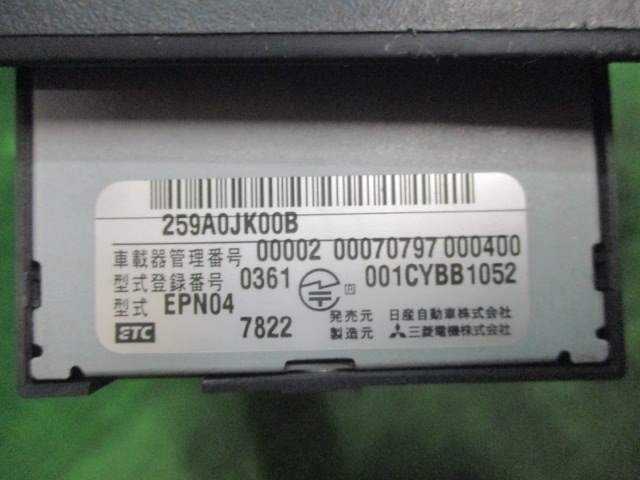 259A0JK00B
車載器管理番号 00002 00070797 000400
型式登録番号 0361 001CYBB1052
型式 EPN04
ETC 7822 発売元 日産自動車株式会社
製造元 三菱電機株式会社